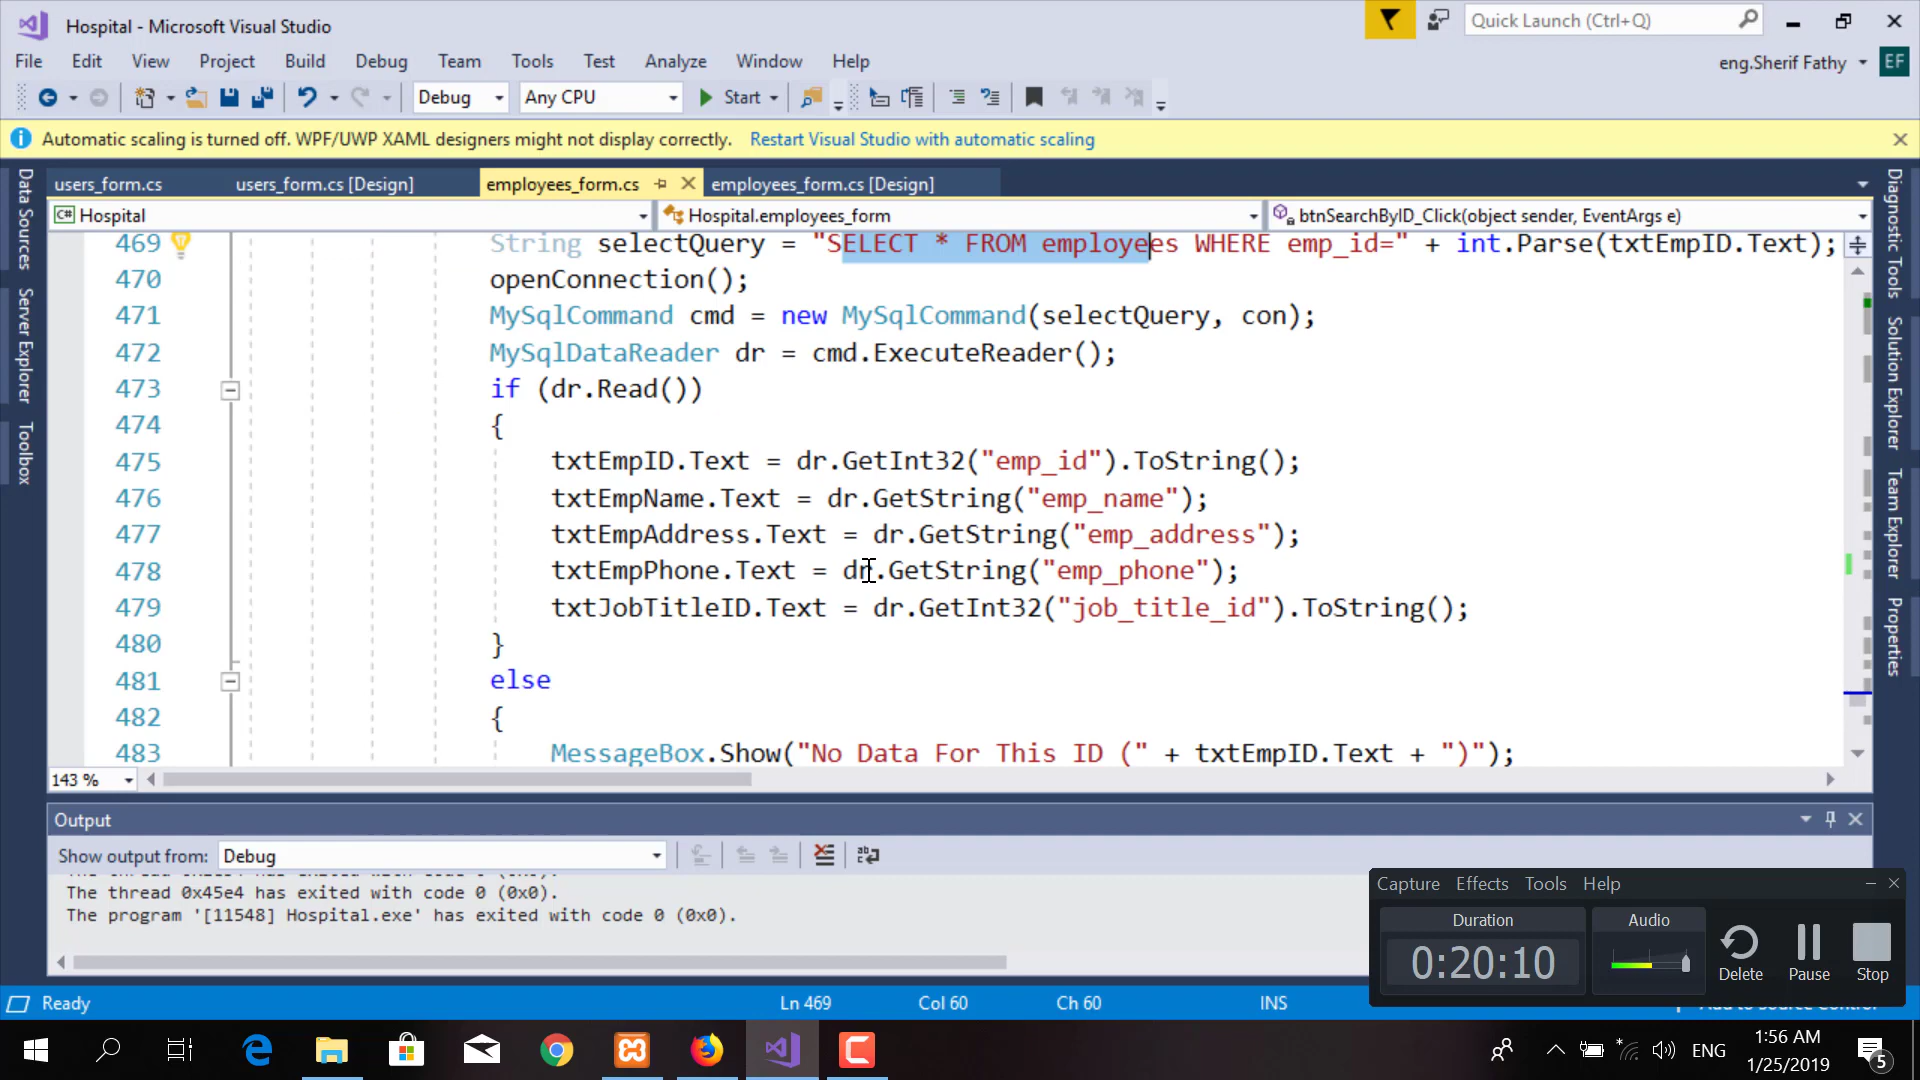 Hospital - Microsoft Visual Studio
Quick Launch (Ctrl+Q)
File Edit View Project Build Debug Team Tools Test Analyze Window Help
eng.Sherif Fathy EF
Debug Any CPU Start
Automatic scaling is turned off. WPF/UWP XAML designers might not display correctly. Restart Visual Studio with automatic scaling
users_form.cs users_form.cs [Design] employees_form.cs employees_form.cs [Design]
C# Hospital Hospital.employees_form btnSearchByID_Click(object sender, EventArgs e)
Data Sources
Server Explorer
Toolbox
469 String selectQuery = "SELECT * FROM employees WHERE emp_id=" + int.Parse(txtEmpID.Text);
470 openConnection();
471 MySqlCommand cmd = new MySqlCommand(selectQuery, con);
472 MySqlDataReader dr = cmd.ExecuteReader();
473 if (dr.Read())
474 {
475 txtEmpID.Text = dr.GetInt32("emp_id").ToString();
476 txtEmpName.Text = dr.GetString("emp_name");
477 txtEmpAddress.Text = dr.GetString("emp_address");
478 txtEmpPhone.Text = dr.GetString("emp_phone");
479 txtJobTitleID.Text = dr.GetInt32("job_title_id").ToString();
480 }
481 else
482 {
483 MessageBox.Show("No Data For This ID (" + txtEmpID.Text + ")");
Diagnostic Tools
Solution Explorer
Team Explorer
Properties
143 %
Output
Show output from: Debug
The thread 0x45e4 has exited with code 0 (0x0).
The program '[11548] Hospital.exe' has exited with code 0 (0x0).
Capture Effects Tools Help
Duration
0:20:10
Audio
Delete Pause Stop
Ready Ln 469 Col 60 Ch 60 INS
ENG
1:56 AM
1/25/2019
5